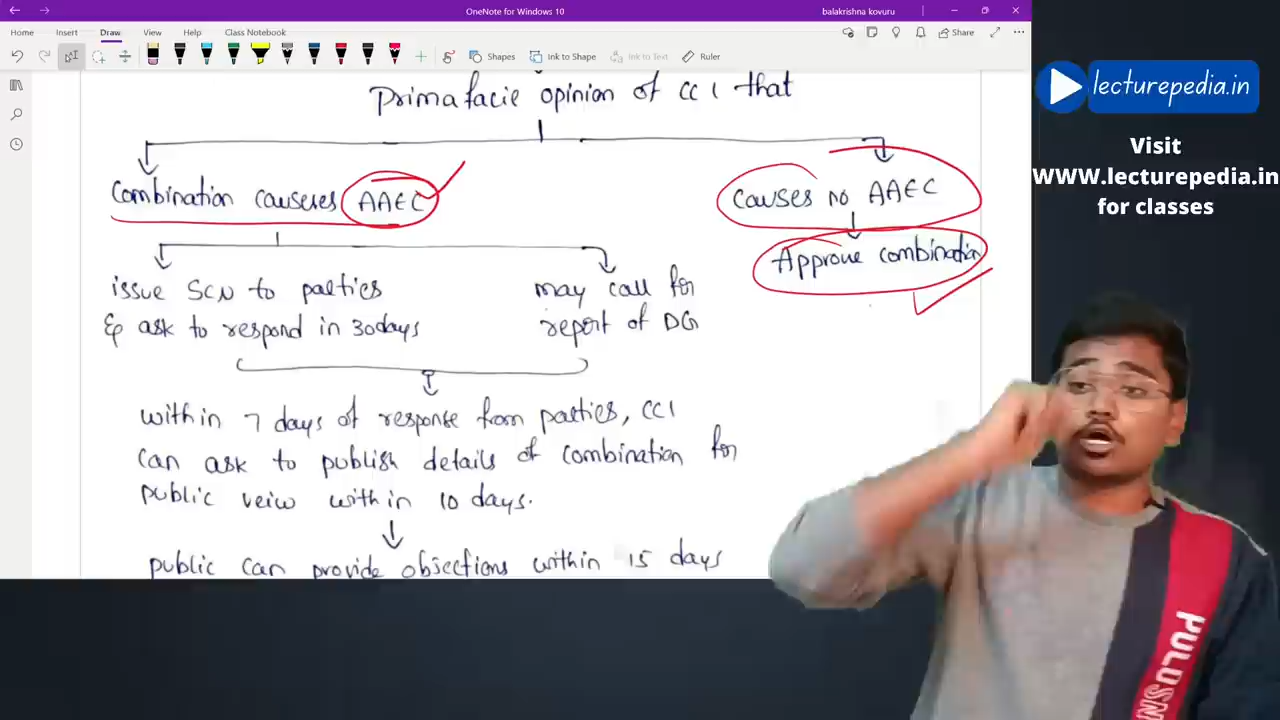 OneNote for Windows 10
balakrishna kovuru
Home Insert Draw View Help Class Notebook
Share
Shapes Ink to Shape Ink to Text Ruler
Prima facie opinion of CCI that
Combination causeres AAEC
Causes no AAEC
Approve combination
issue SCN to parties
& ask to respond in 30days
may call for
report of DG
within 7 days of response from parties, CCI
can ask to publish details of combination for
public veiw within 10 days.
public can provide objections within 15 days
lecturepedia.in
Visit
WWW.lecturepedia.in
for classes
PULOSN